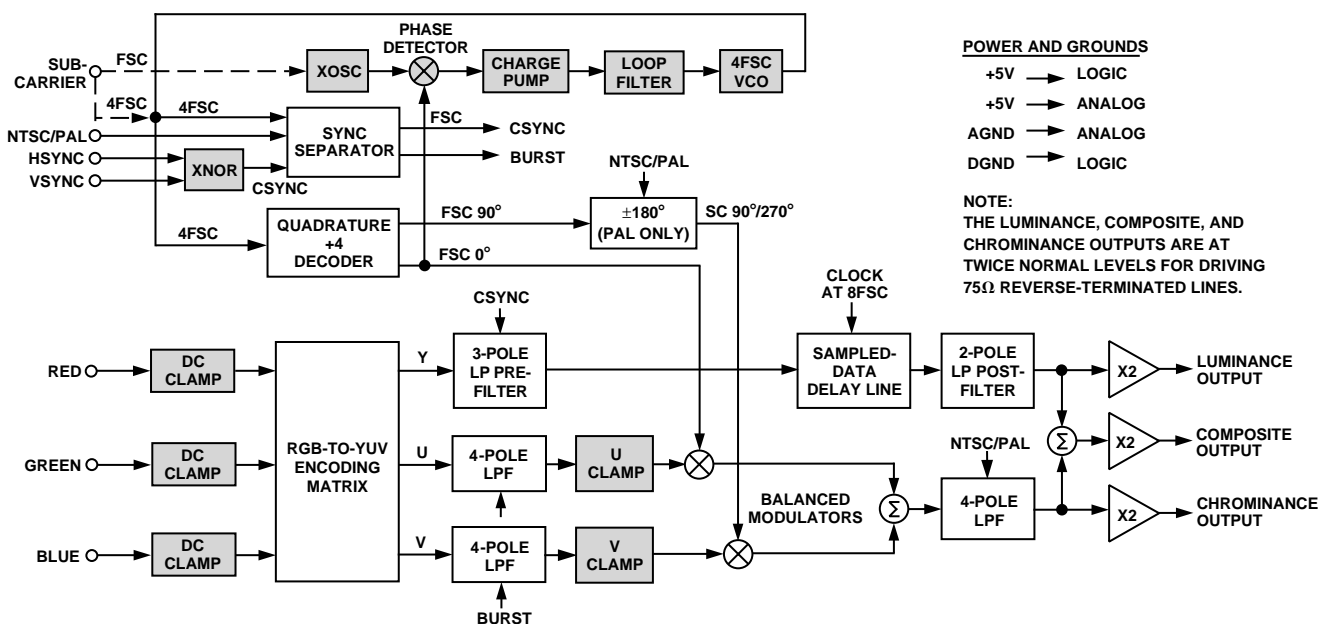 SUB-
CARRIER
FSC
4FSC
NTSC/PAL
HSYNC
VSYNC
XNOR
CSYNC
4FSC
SYNC
SEPARATOR
FSC
CSYNC
BURST
XOSC
PHASE
DETECTOR
CHARGE
PUMP
LOOP
FILTER
4FSC
VCO
4FSC
QUADRATURE
+4
DECODER
FSC 90°
FSC 0°
NTSC/PAL
±180°
(PAL ONLY)
SC 90°/270°
POWER AND GROUNDS
+5V LOGIC
+5V ANALOG
AGND ANALOG
DGND LOGIC
NOTE:
THE LUMINANCE, COMPOSITE, AND
CHROMINANCE OUTPUTS ARE AT
TWICE NORMAL LEVELS FOR DRIVING
75Ω REVERSE-TERMINATED LINES.
RED
DC
CLAMP
GREEN
DC
CLAMP
BLUE
DC
CLAMP
RGB-TO-YUV
ENCODING
MATRIX
Y
U
V
CSYNC
3-POLE
LP PRE-
FILTER
4-POLE
LPF
4-POLE
LPF
BURST
U
CLAMP
V
CLAMP
BALANCED
MODULATORS
CLOCK
AT 8FSC
SAMPLED-
DATA
DELAY LINE
2-POLE
LP POST-
FILTER
Σ
NTSC/PAL
4-POLE
LPF
Σ
X2
LUMINANCE
OUTPUT
X2
COMPOSITE
OUTPUT
X2
CHROMINANCE
OUTPUT